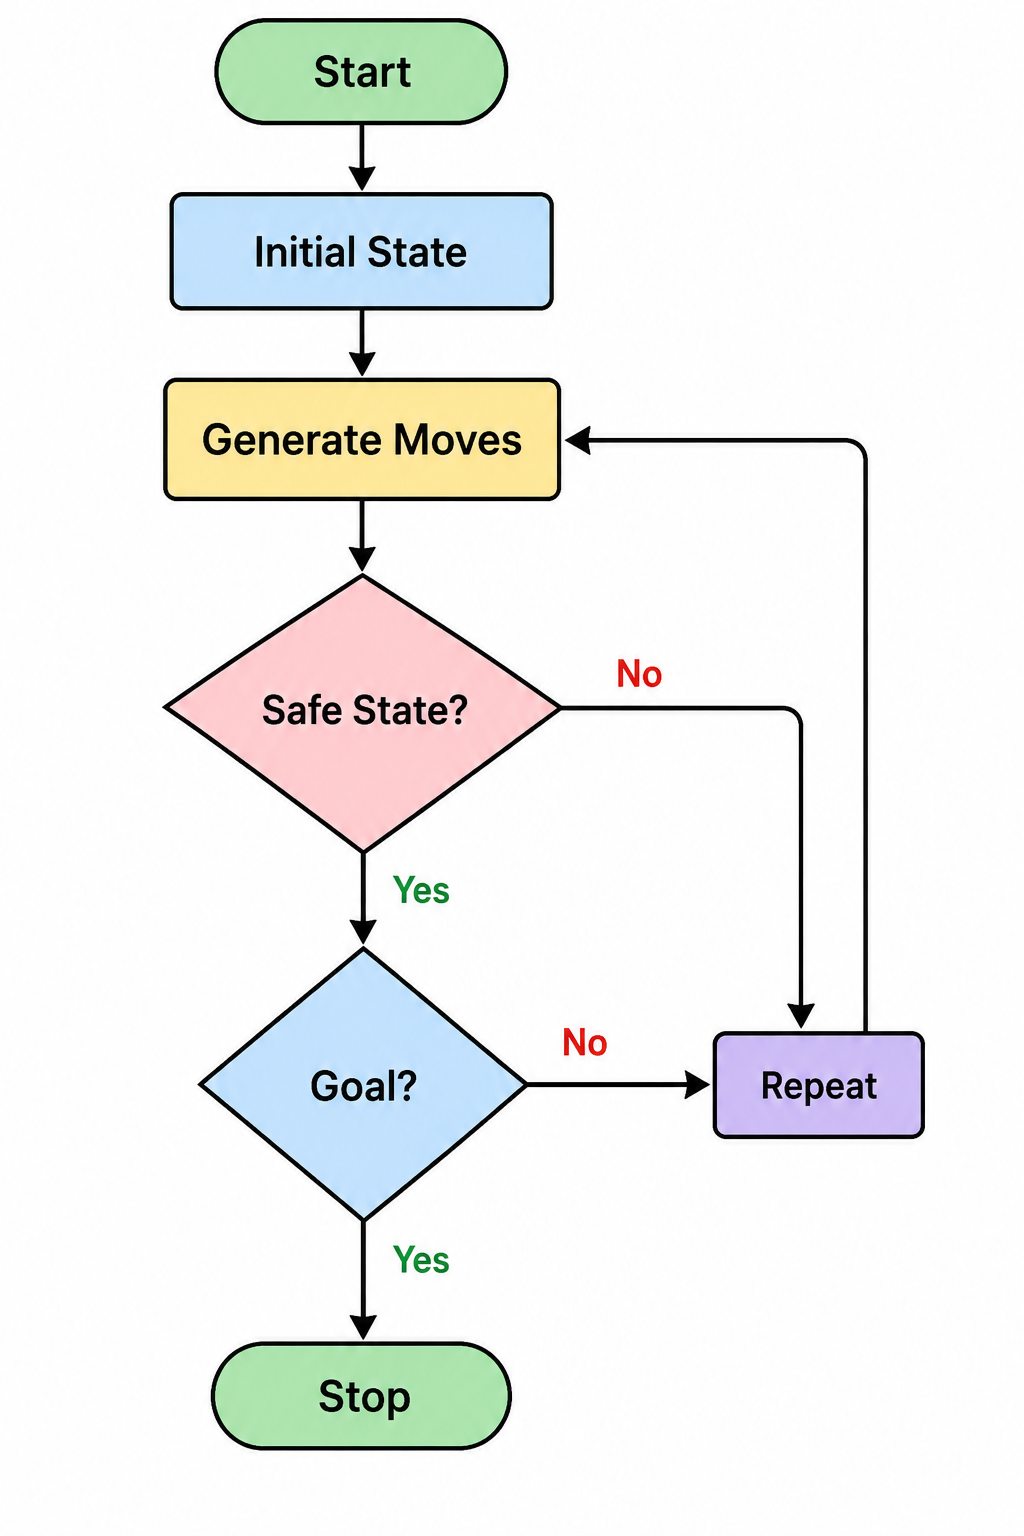 Start
Initial State
Generate Moves
Safe State?
No
Yes
Goal?
No
Repeat
Yes
Stop